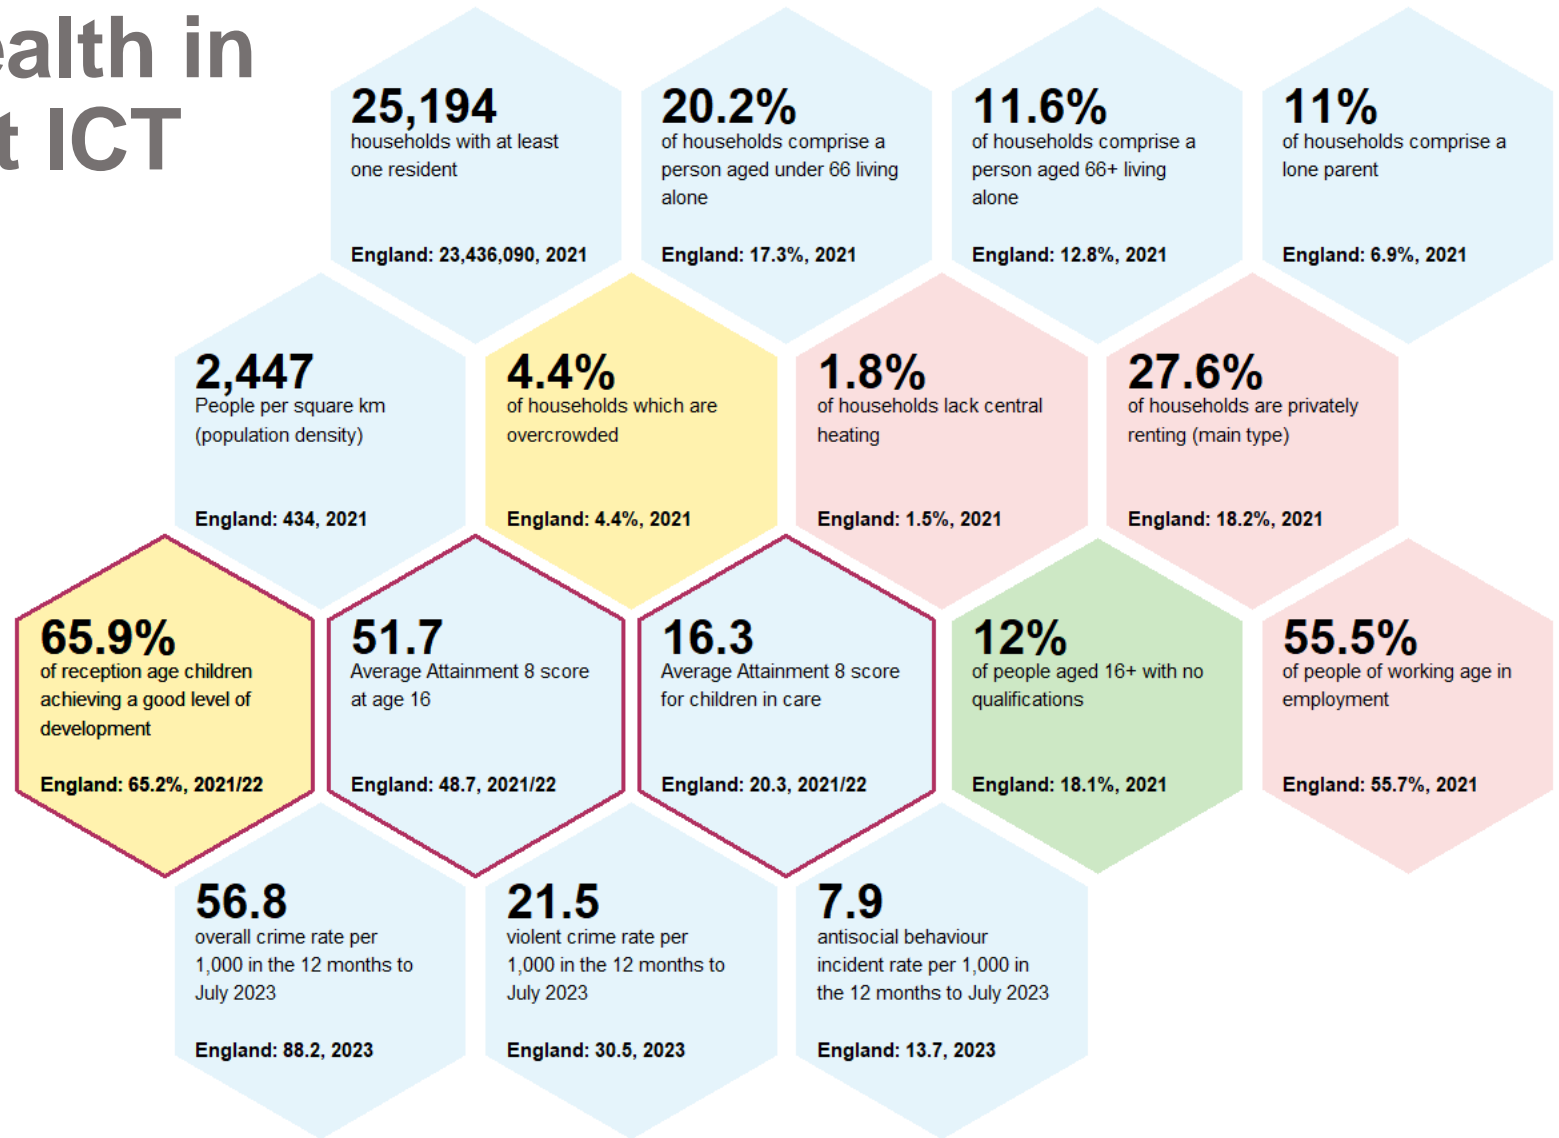 ealth in
t ICT
25,194
households with at least
one resident
England: 23,436,090, 2021
20.2%
of households comprise a
person aged under 66 living
alone
England: 17.3%, 2021
11.6%
of households comprise a
person aged 66+ living
alone
England: 12.8%, 2021
11%
of households comprise a
lone parent
England: 6.9%, 2021
2,447
People per square km
(population density)
England: 434, 2021
4.4%
of households which are
overcrowded
England: 4.4%, 2021
1.8%
of households lack central
heating
England: 1.5%, 2021
27.6%
of households are privately
renting (main type)
England: 18.2%, 2021
65.9%
of reception age children
achieving a good level of
development
England: 65.2%, 2021/22
51.7
Average Attainment 8 score
at age 16
England: 48.7, 2021/22
16.3
Average Attainment 8 score
for children in care
England: 20.3, 2021/22
12%
of people aged 16+ with no
qualifications
England: 18.1%, 2021
55.5%
of people of working age in
employment
England: 55.7%, 2021
56.8
overall crime rate per
1,000 in the 12 months to
July 2023
England: 88.2, 2023
21.5
violent crime rate per
1,000 in the 12 months to
July 2023
England: 30.5, 2023
7.9
antisocial behaviour
incident rate per 1,000 in
the 12 months to July 2023
England: 13.7, 2023